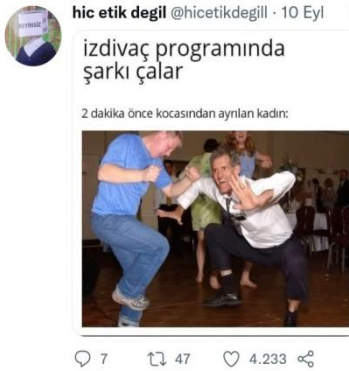 hic etik degil @hicetikdegill · 10 Eyl
izdivaç programında
şarkı çalar
2 dakika önce kocasından ayrılan kadın:
7 47 4.233